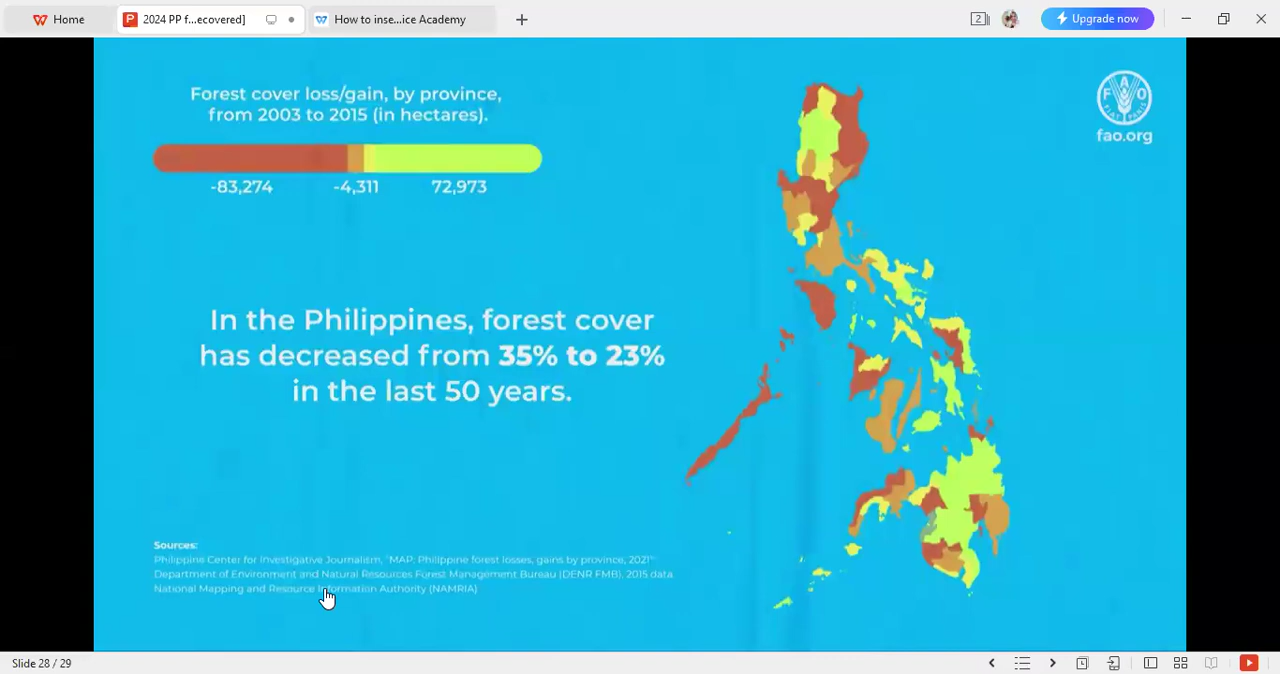 Home
2024 PP f...ecovered]
How to inse...ice Academy
2
Upgrade now
Forest cover loss/gain, by province,
from 2003 to 2015 (in hectares).
-83,274 -4,311 72,973
F A O
FIAT PANIS
fao.org
In the Philippines, forest cover
has decreased from 35% to 23%
in the last 50 years.
Sources:
Philippine Center for Investigative Journalism, "MAP: Philippine forest losses, gains by province, 2021"
Department of Environment and Natural Resources Forest Management Bureau (DENR FMB), 2015 data
National Mapping and Resource Information Authority (NAMRIA)
Slide 28 / 29